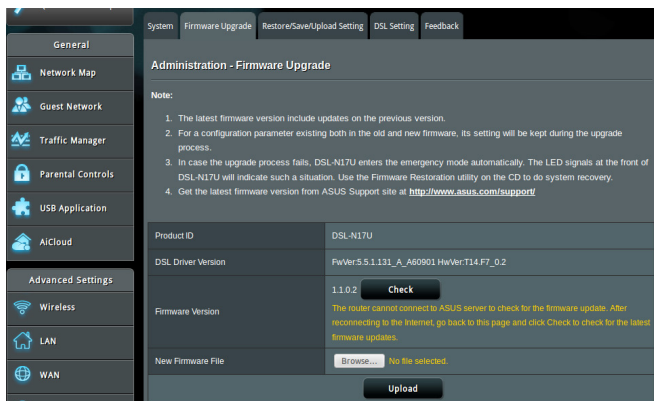 System
Firmware Upgrade
Restore/Save/Upload Setting
DSL Setting
Feedback
General
Network Map
Guest Network
Traffic Manager
Parental Controls
USB Application
AiCloud
Advanced Settings
Wireless
LAN
WAN
Administration - Firmware Upgrade
Note:
1. The latest firmware version include updates on the previous version.
2. For a configuration parameter existing both in the old and new firmware, its setting will be kept during the upgrade
process.
3. In case the upgrade process fails, DSL-N17U enters the emergency mode automatically. The LED signals at the front of
DSL-N17U will indicate such a situation. Use the Firmware Restoration utility on the CD to do system recovery.
4. Get the latest firmware version from ASUS Support site at http://www.asus.com/support/
Product ID
DSL-N17U
DSL Driver Version
FwVer:5.5.1.131_A_A60901 HwVer:T14.F7_0.2
Firmware Version
1.1.0.2
Check
The router cannot connect to ASUS server to check for the firmware update. After
reconnecting to the Internet, go back to this page and click Check to check for the latest
firmware updates.
New Firmware File
Browse...
No file selected.
Upload